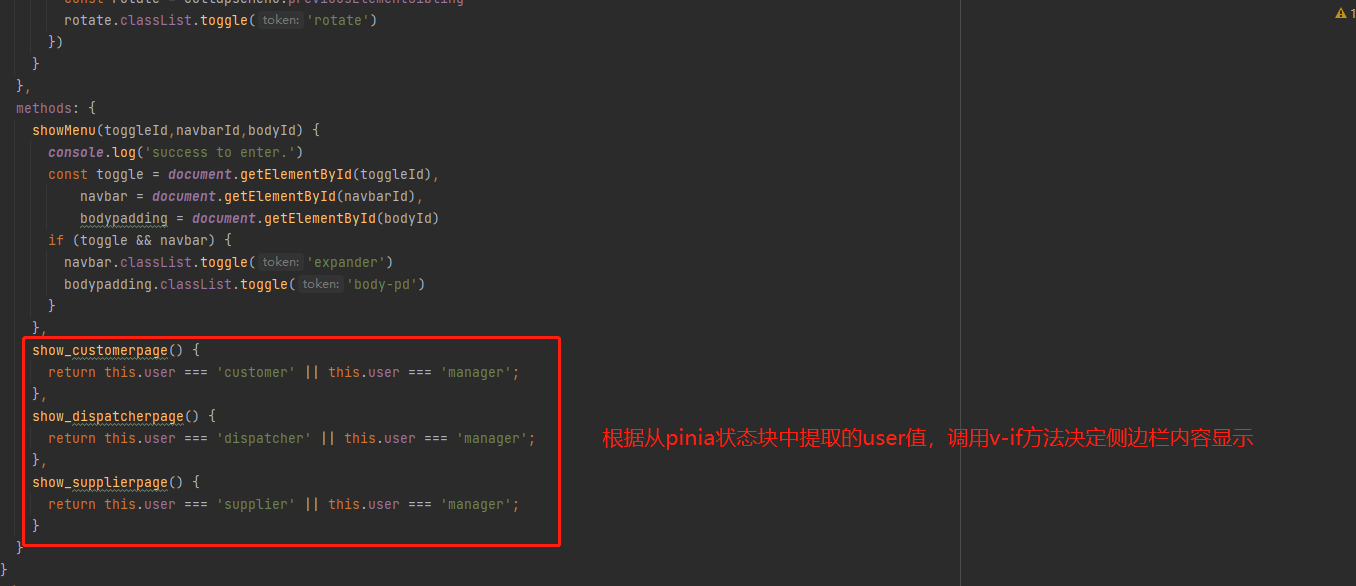 rotate.classList.toggle( token: 'rotate')
})
}
},
methods: {
showMenu(toggleId,navbarId,bodyId) {
console.log('success to enter.')
const toggle = document.getElementById(toggleId),
navbar = document.getElementById(navbarId),
bodypadding = document.getElementById(bodyId)
if (toggle && navbar) {
navbar.classList.toggle( token: 'expander')
bodypadding.classList.toggle( token: 'body-pd')
}
},
show_customerpage() {
return this.user === 'customer' || this.user === 'manager';
},
show_dispatcherpage() {
return this.user === 'dispatcher' || this.user === 'manager';
},
show_supplierpage() {
return this.user === 'supplier' || this.user === 'manager';
}
}
}
根据从pinia状态块中提取的user值，调用v-if方法决定侧边栏内容显示
1